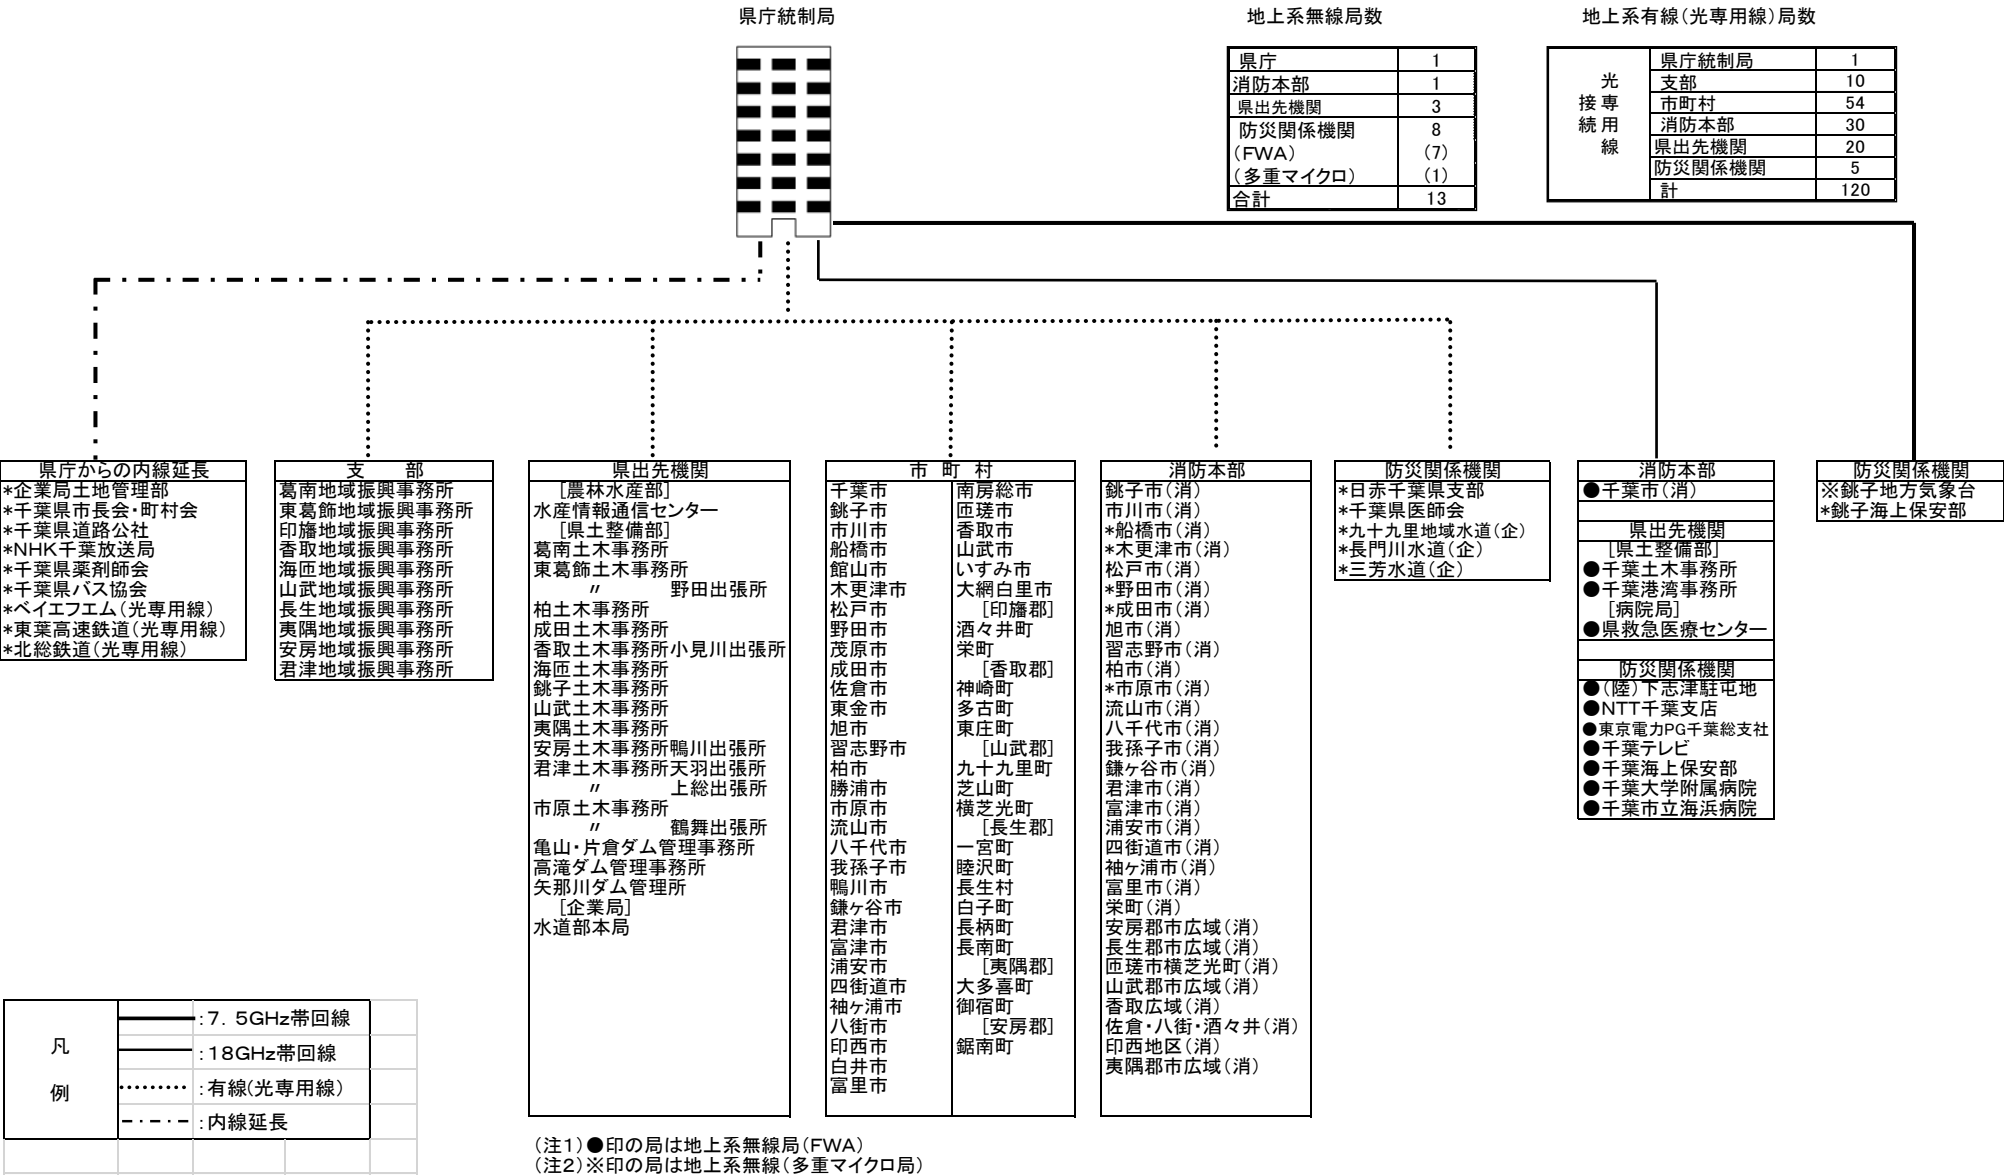 県庁統制局
地上系無線局数
県庁 1
消防本部 1
県出先機関 3
防災関係機関 8
(FWA) (7)
(多重マイクロ) (1)
合計 13
地上系有線(光専用線)局数
光専用線接続
県庁統制局 1
支部 10
市町村 54
消防本部 30
県出先機関 20
防災関係機関 5
計 120
県庁からの内線延長
*企業局土地管理部
*千葉県市長会・町村会
*千葉県道路公社
*NHK千葉放送局
*千葉県薬剤師会
*千葉県バス協会
*ベイエフエム(光専用線)
*東葉高速鉄道(光専用線)
*北総鉄道(光専用線)
支 部
葛南地域振興事務所
東葛飾地域振興事務所
印旛地域振興事務所
香取地域振興事務所
海匝地域振興事務所
山武地域振興事務所
長生地域振興事務所
夷隅地域振興事務所
安房地域振興事務所
君津地域振興事務所
県出先機関
[農林水産部]
水産情報通信センター
[県土整備部]
葛南土木事務所
東葛飾土木事務所
〃 野田出張所
柏土木事務所
成田土木事務所
香取土木事務所小見川出張所
海匝土木事務所
銚子土木事務所
山武土木事務所
夷隅土木事務所
安房土木事務所鴨川出張所
君津土木事務所天羽出張所
〃 上総出張所
市原土木事務所
〃 鶴舞出張所
亀山・片倉ダム管理事務所
高滝ダム管理事務所
矢那川ダム管理所
[企業局]
水道部本局
市 町 村
千葉市
銚子市
市川市
船橋市
館山市
木更津市
松戸市
野田市
茂原市
成田市
佐倉市
東金市
旭市
習志野市
柏市
勝浦市
市原市
流山市
八千代市
我孫子市
鴨川市
鎌ヶ谷市
君津市
富津市
浦安市
四街道市
袖ヶ浦市
八街市
印西市
白井市
富里市
南房総市
匝瑳市
香取市
山武市
いすみ市
大網白里市
[印旛郡]
酒々井町
栄町
[香取郡]
神崎町
多古町
東庄町
[山武郡]
九十九里町
芝山町
横芝光町
[長生郡]
一宮町
睦沢町
長生村
白子町
長柄町
長南町
[夷隅郡]
大多喜町
御宿町
[安房郡]
鋸南町
消防本部
銚子市(消)
市川市(消)
*船橋市(消)
*木更津市(消)
松戸市(消)
*野田市(消)
*成田市(消)
旭市(消)
習志野市(消)
柏市(消)
*市原市(消)
流山市(消)
八千代市(消)
我孫子市(消)
鎌ヶ谷市(消)
君津市(消)
富津市(消)
浦安市(消)
四街道市(消)
袖ヶ浦市(消)
富里市(消)
栄町(消)
安房郡市広域(消)
長生郡市広域(消)
匝瑳市横芝光町(消)
山武郡市広域(消)
香取広域(消)
佐倉・八街・酒々井(消)
印西地区(消)
夷隅郡市広域(消)
防災関係機関
*日赤千葉県支部
*千葉県医師会
*九十九里地域水道(企)
*長門川水道(企)
*三芳水道(企)
消防本部
●千葉市(消)
県出先機関
[県土整備部]
●千葉土木事務所
●千葉港湾事務所
[病院局]
●県救急医療センター
防災関係機関
●(陸)下志津駐屯地
●NTT千葉支店
●東京電力PG千葉総支社
●千葉テレビ
●千葉海上保安部
●千葉大学附属病院
●千葉市立海浜病院
防災関係機関
※銚子地方気象台
*銚子海上保安部
凡例
:7.5GHz帯回線
:18GHz帯回線
:有線(光専用線)
:内線延長
(注1)●印の局は地上系無線局(FWA)
(注2)※印の局は地上系無線(多重マイクロ局)